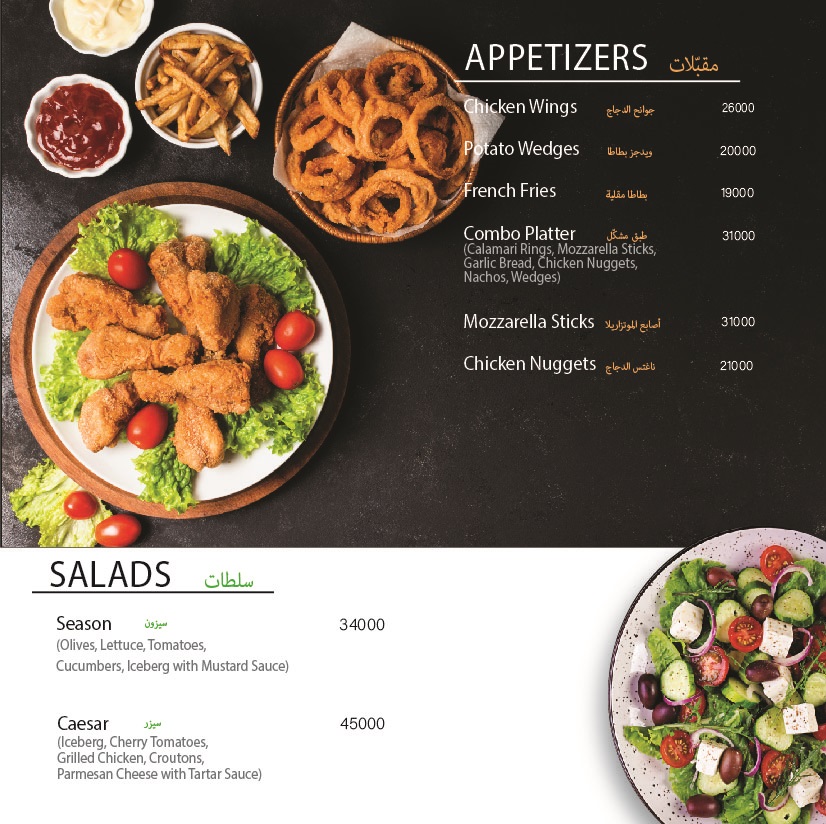 APPETIZERS مقبّلات
Chicken Wings جوانح الدجاج 26000
Potato Wedges ويدجز بطاطا 20000
French Fries بطاطا مقلية 19000
Combo Platter طبق مشكّل 31000
(Calamari Rings, Mozzarella Sticks,
Garlic Bread, Chicken Nuggets,
Nachos, Wedges)
Mozzarella Sticks أصابع الموتزاريلا 31000
Chicken Nuggets ناغتس الدجاج 21000
SALADS سلطات
Season سيزون 34000
(Olives, Lettuce, Tomatoes,
Cucumbers, Iceberg with Mustard Sauce)
Caesar سيزر 45000
(Iceberg, Cherry Tomatoes,
Grilled Chicken, Croutons,
Parmesan Cheese with Tartar Sauce)